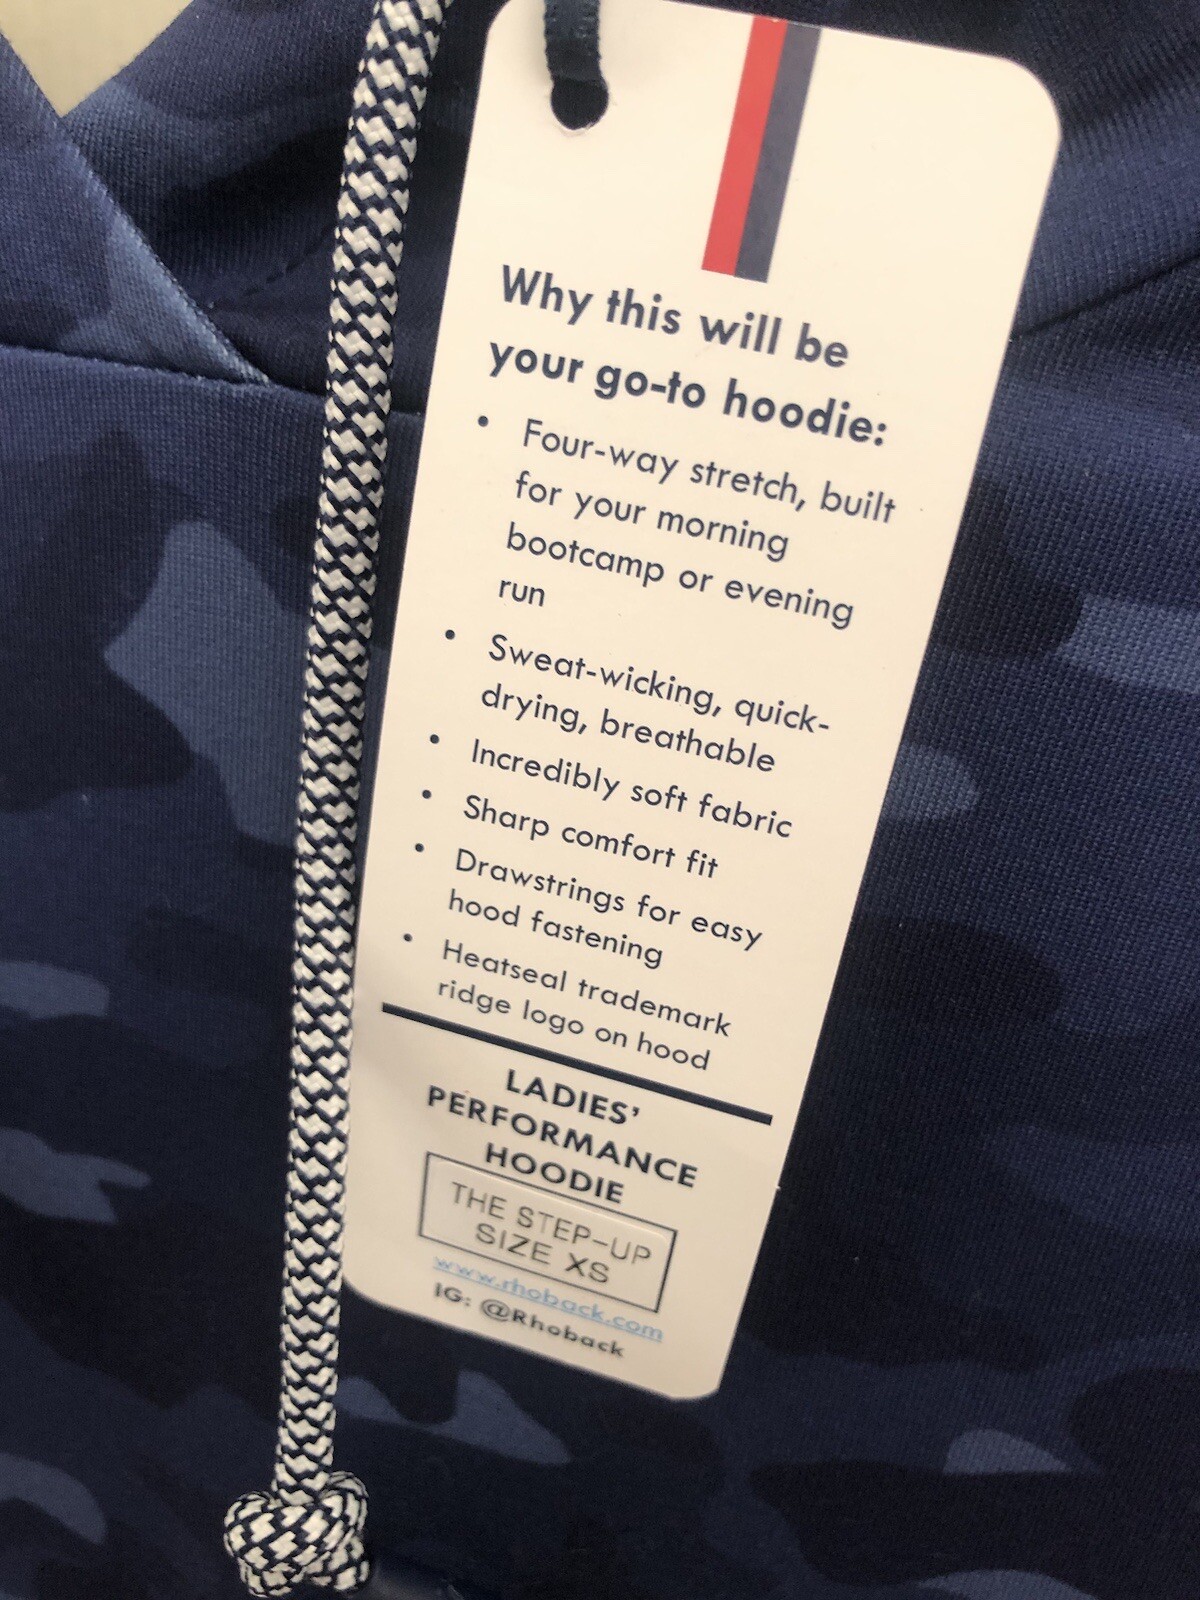 Why this will be
your go-to hoodie:
• Four-way stretch, built
for your morning
bootcamp or evening
run
• Sweat-wicking, quick-
drying, breathable
• Incredibly soft fabric
• Sharp comfort fit
• Drawstrings for easy
hood fastening
• Heatseal trademark
ridge logo on hood
LADIES’
PERFORMANCE
HOODIE
THE STEP-UP
SIZE XS
www.rhoback.com
IG: @Rhoback